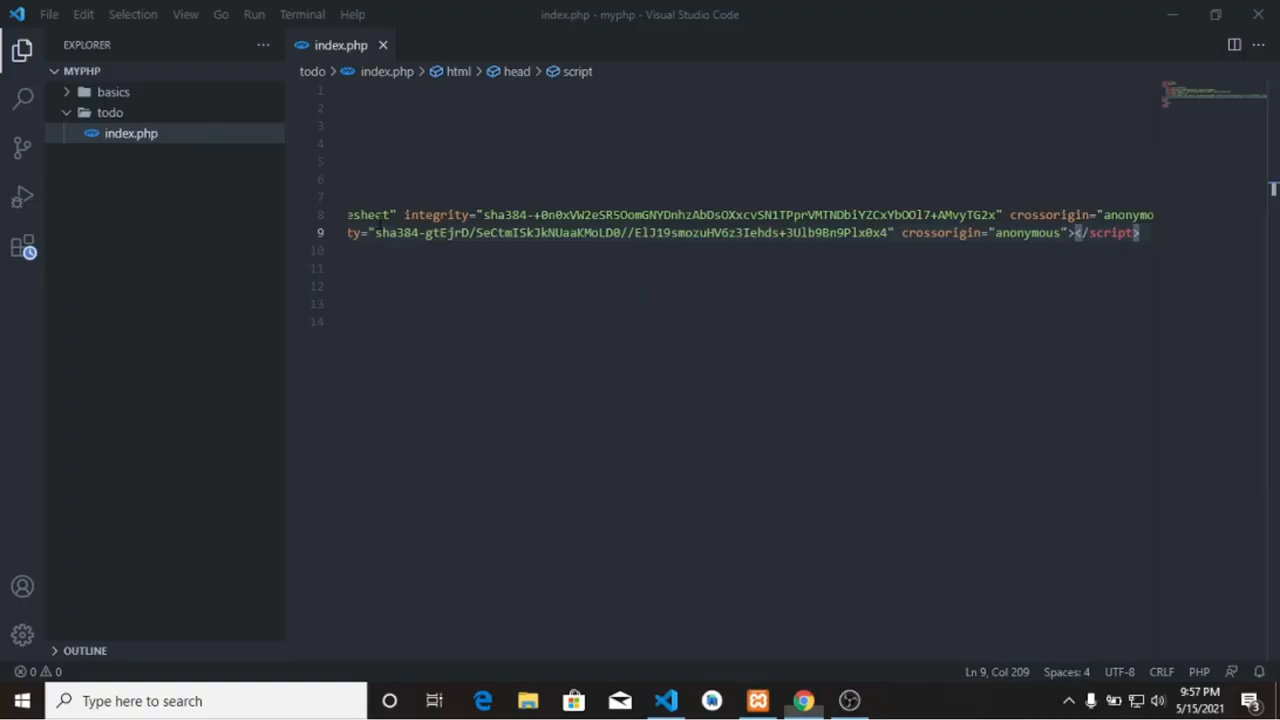 File Edit Selection View Go Run Terminal Help
index.php - myphp - Visual Studio Code
EXPLORER
index.php
MYPHP
basics
todo
index.php
OUTLINE
todo > index.php > html > head > script
1
2
3
4
5
6
7
8 esheet" integrity="sha384-+0n0xVW2eSR5OomGNYDnhzAbDsOXxcvSN1TPprVMTNDbiYZCxYbOOl7+AMvyTG2x" crossorigin="anonymo
9 ty="sha384-gtEjrD/SeCtmISkJkNUaaKMoLD0//ElJ19smozuHV6z3Iehds+3Ulb9Bn9Plx0x4" crossorigin="anonymous"></script>
10
11
12
13
14
0 0
Ln 9, Col 209 Spaces: 4 UTF-8 CRLF PHP
Type here to search
9:57 PM
5/15/2021
3